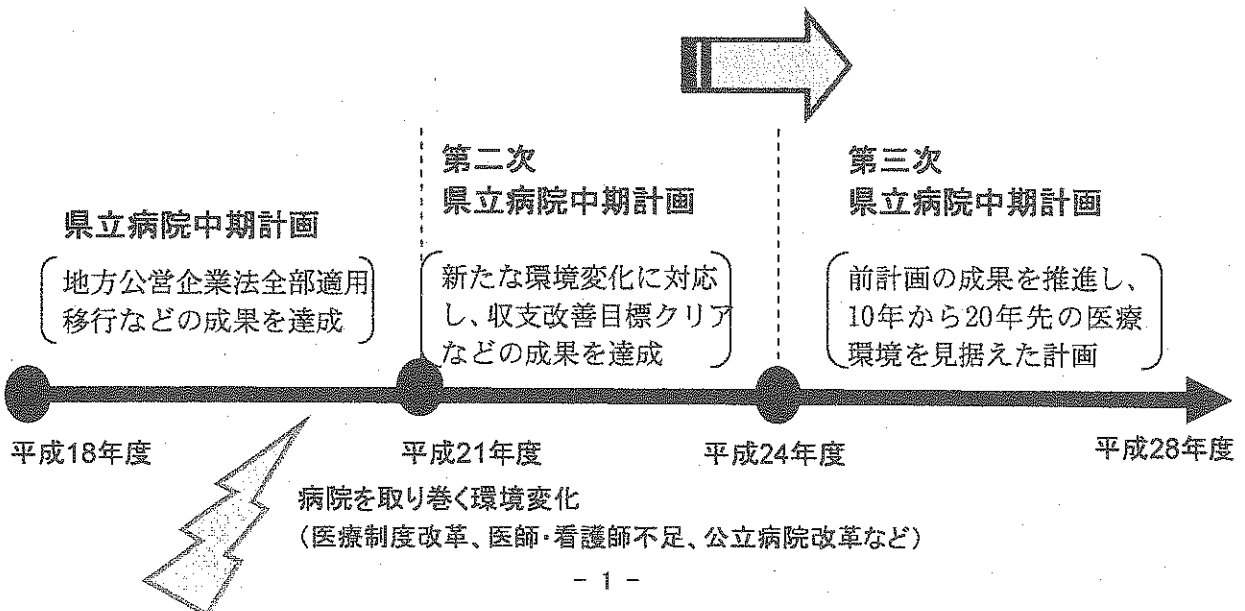 県立病院中期計画
地方公営企業法全部適用
移行などの成果を達成
第二次
県立病院中期計画
新たな環境変化に対応
し、収支改善目標クリア
などの成果を達成
第三次
県立病院中期計画
前計画の成果を推進し、
10年から20年先の医療
環境を見据えた計画
平成18年度
平成21年度
平成24年度
平成28年度
病院を取り巻く環境変化
（医療制度改革、医師・看護師不足、公立病院改革など）
- 1 -